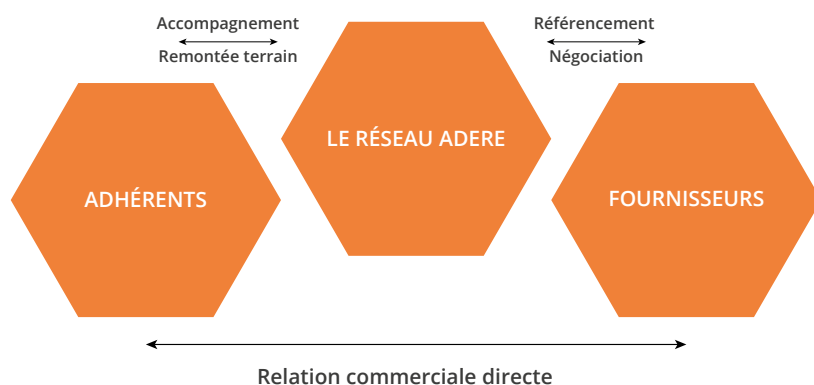 Accompagnement
Remontée terrain
Référencement
Négociation
LE RÉSEAU ADERE
ADHÉRENTS
FOURNISSEURS
Relation commerciale directe